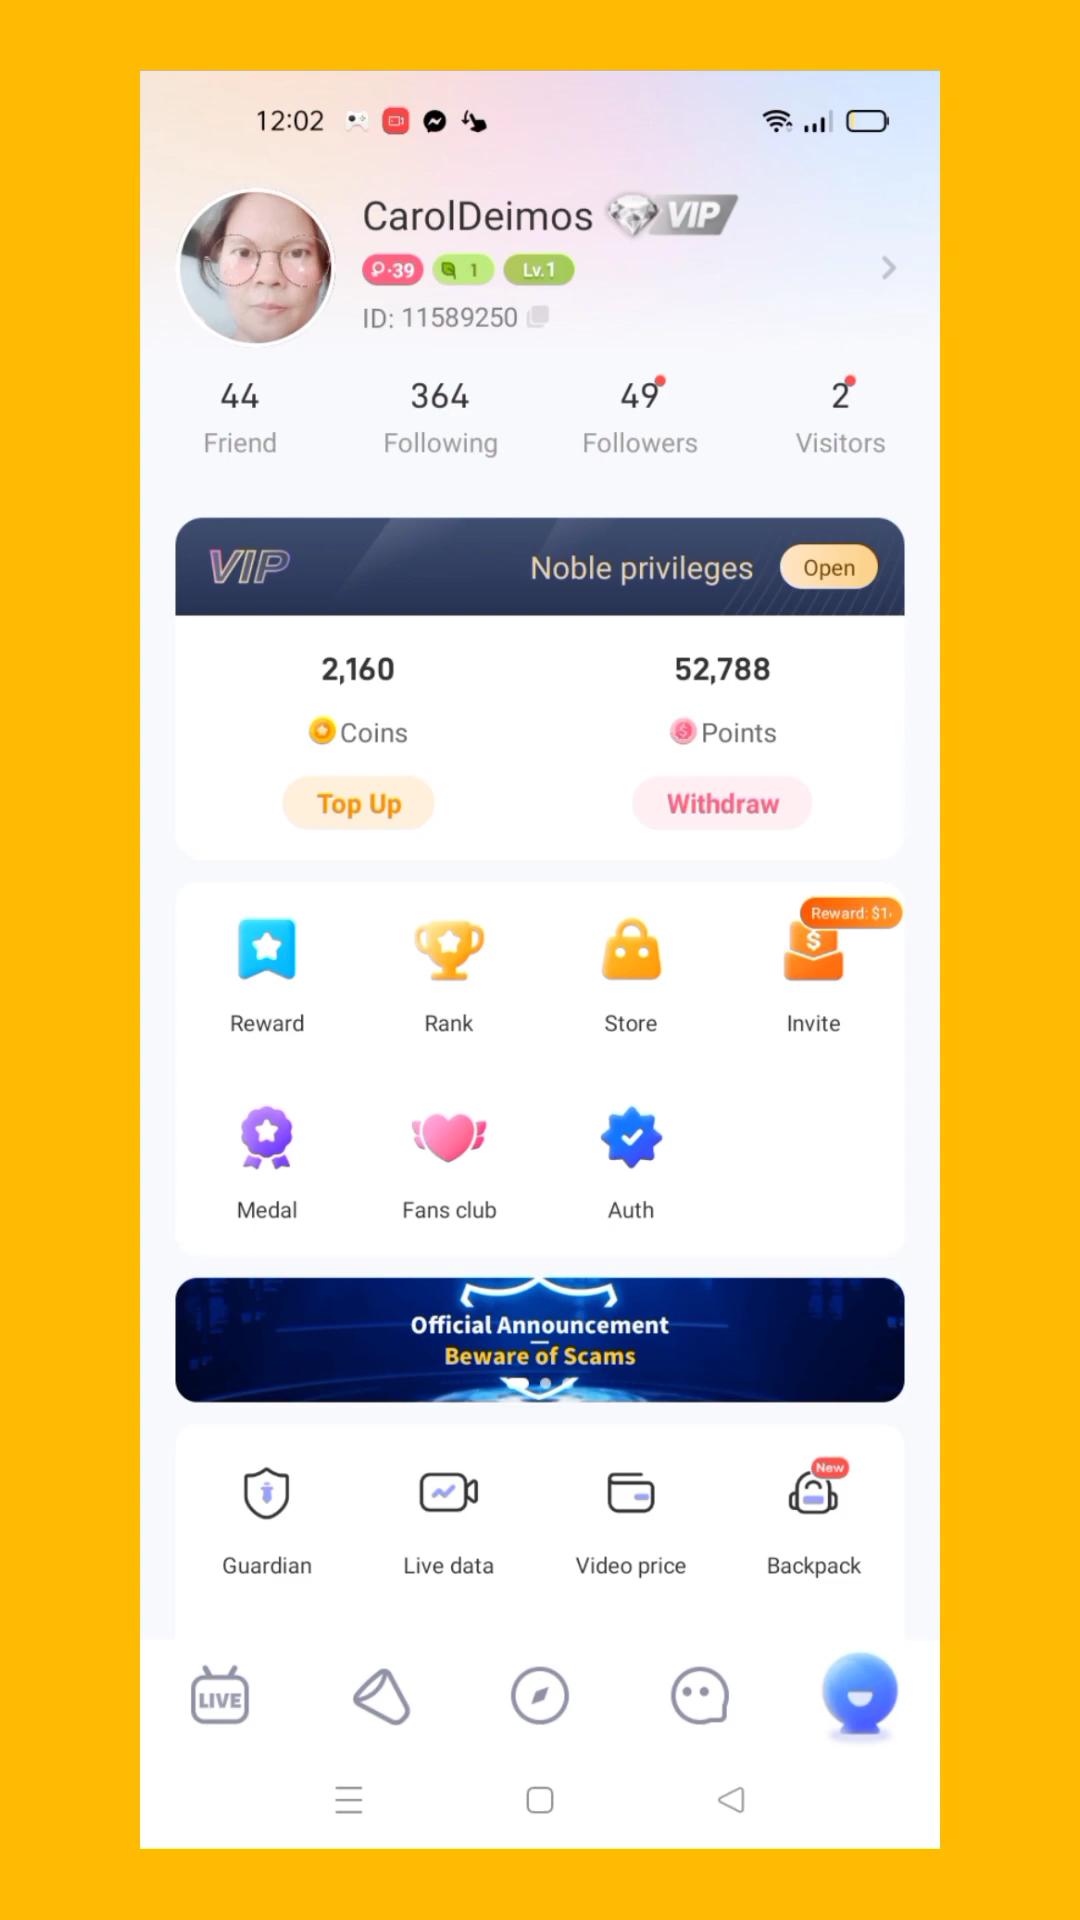 12:02
CarolDeimos VIP
39 1 Lv.1
ID: 11589250
44 364 49 2
Friend Following Followers Visitors
VIP Noble privileges Open
2,160 52,788
Coins Points
Top Up Withdraw
Reward: $1
Reward Rank Store Invite
Medal Fans club Auth
Official Announcement
Beware of Scams
New
Guardian Live data Video price Backpack
LIVE